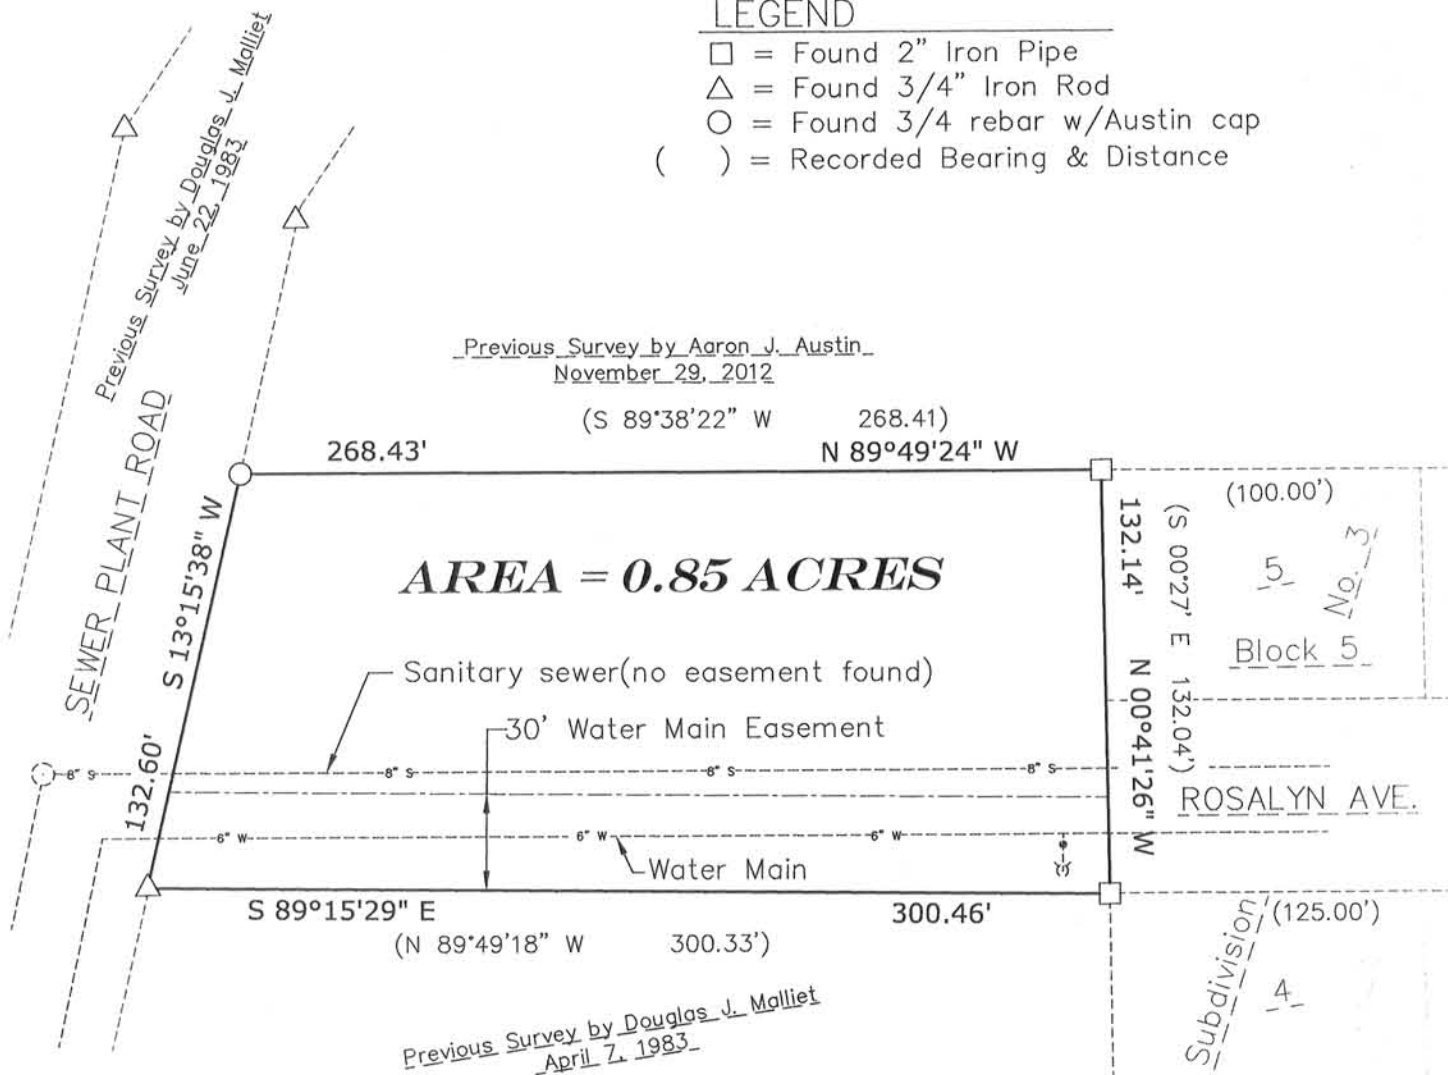 LEGEND
□ = Found 2" Iron Pipe
△ = Found 3/4" Iron Rod
○ = Found 3/4 rebar w/Austin cap
( ) = Recorded Bearing & Distance
Previous Survey by Douglas J. Malliet
June 22, 1983
Previous Survey by Aaron J. Austin
November 29, 2012
(S 89°38'22" W 268.41)
268.43' N 89°49'24" W
SEWER PLANT ROAD
S 13°15'38" W
132.60'
AREA = 0.85 ACRES
132.14' N 00°41'26" W
(S 00°27' E 132.04')
(100.00')
5
No. 3
Block 5
Sanitary sewer(no easement found)
30' Water Main Easement
8" S 8" S 8" S 8" S
ROSALYN AVE.
6" W 6" W 6" W
Water Main
S 89°15'29" E 300.46'
(N 89°49'18" W 300.33')
(125.00')
Subdivision
4
Previous Survey by Douglas J. Malliet
April 7, 1983